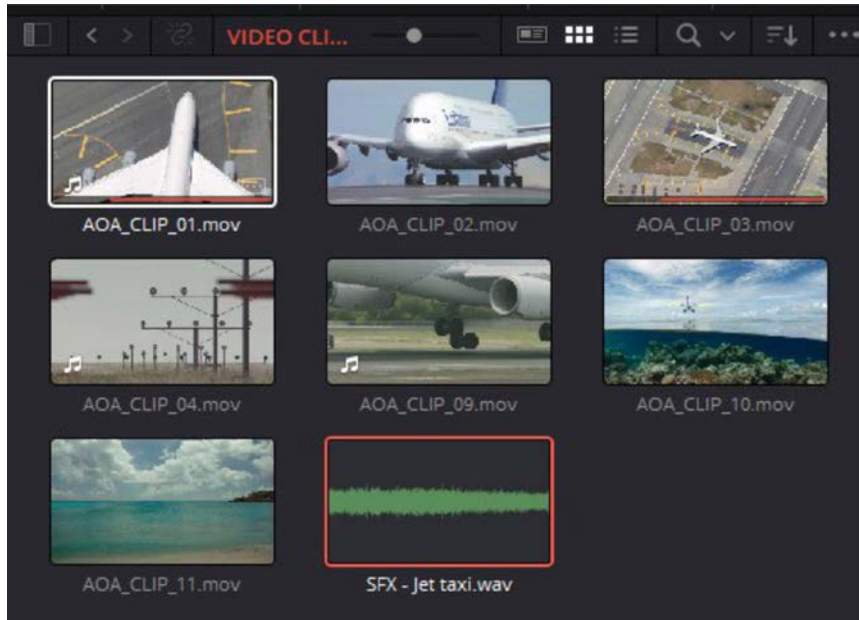 VIDEO CLI...
AOA_CLIP_01.mov
AOA_CLIP_02.mov
AOA_CLIP_03.mov
AOA_CLIP_04.mov
AOA_CLIP_09.mov
AOA_CLIP_10.mov
AOA_CLIP_11.mov
SFX - Jet taxi.wav